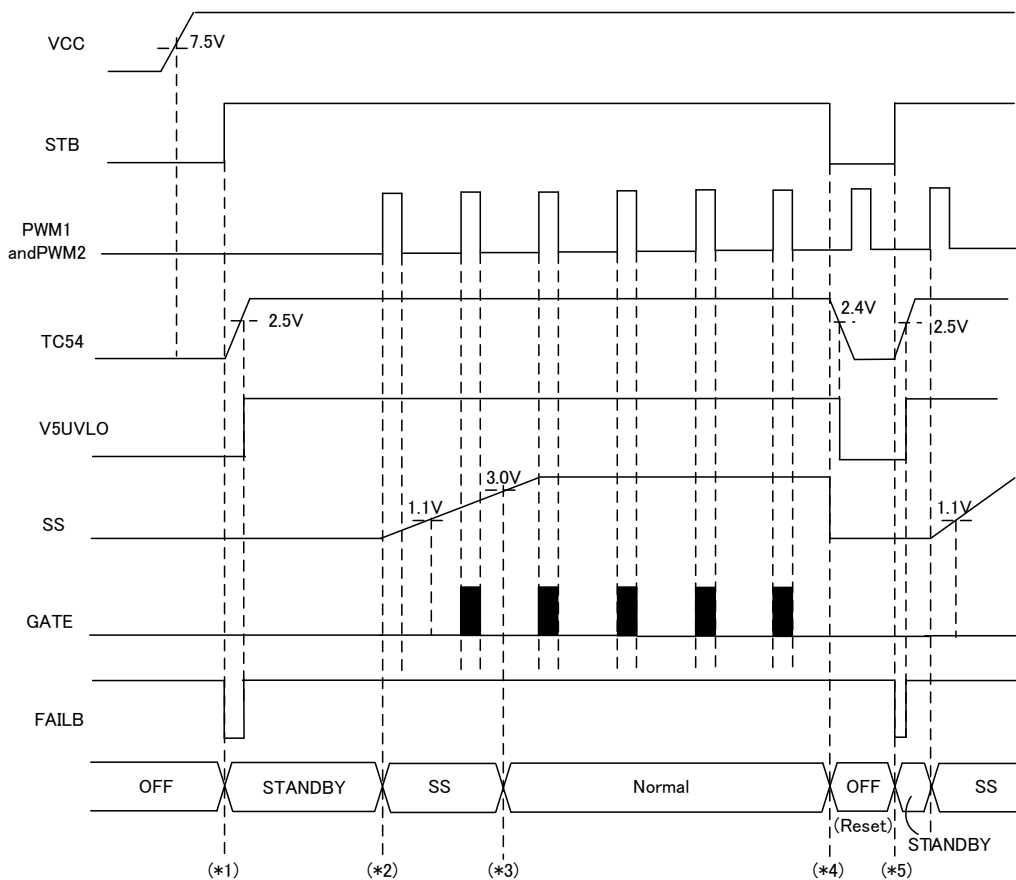 VCC
7.5V
STB
PWM1
andPWM2
2.5V
2.4V
2.5V
TC54
V5UVLO
3.0V
1.1V
1.1V
SS
GATE
FAILB
OFF
STANDBY
SS
Normal
OFF
SS
(Reset)
STANDBY
(*1)
(*2)
(*3)
(*4)
(*5)